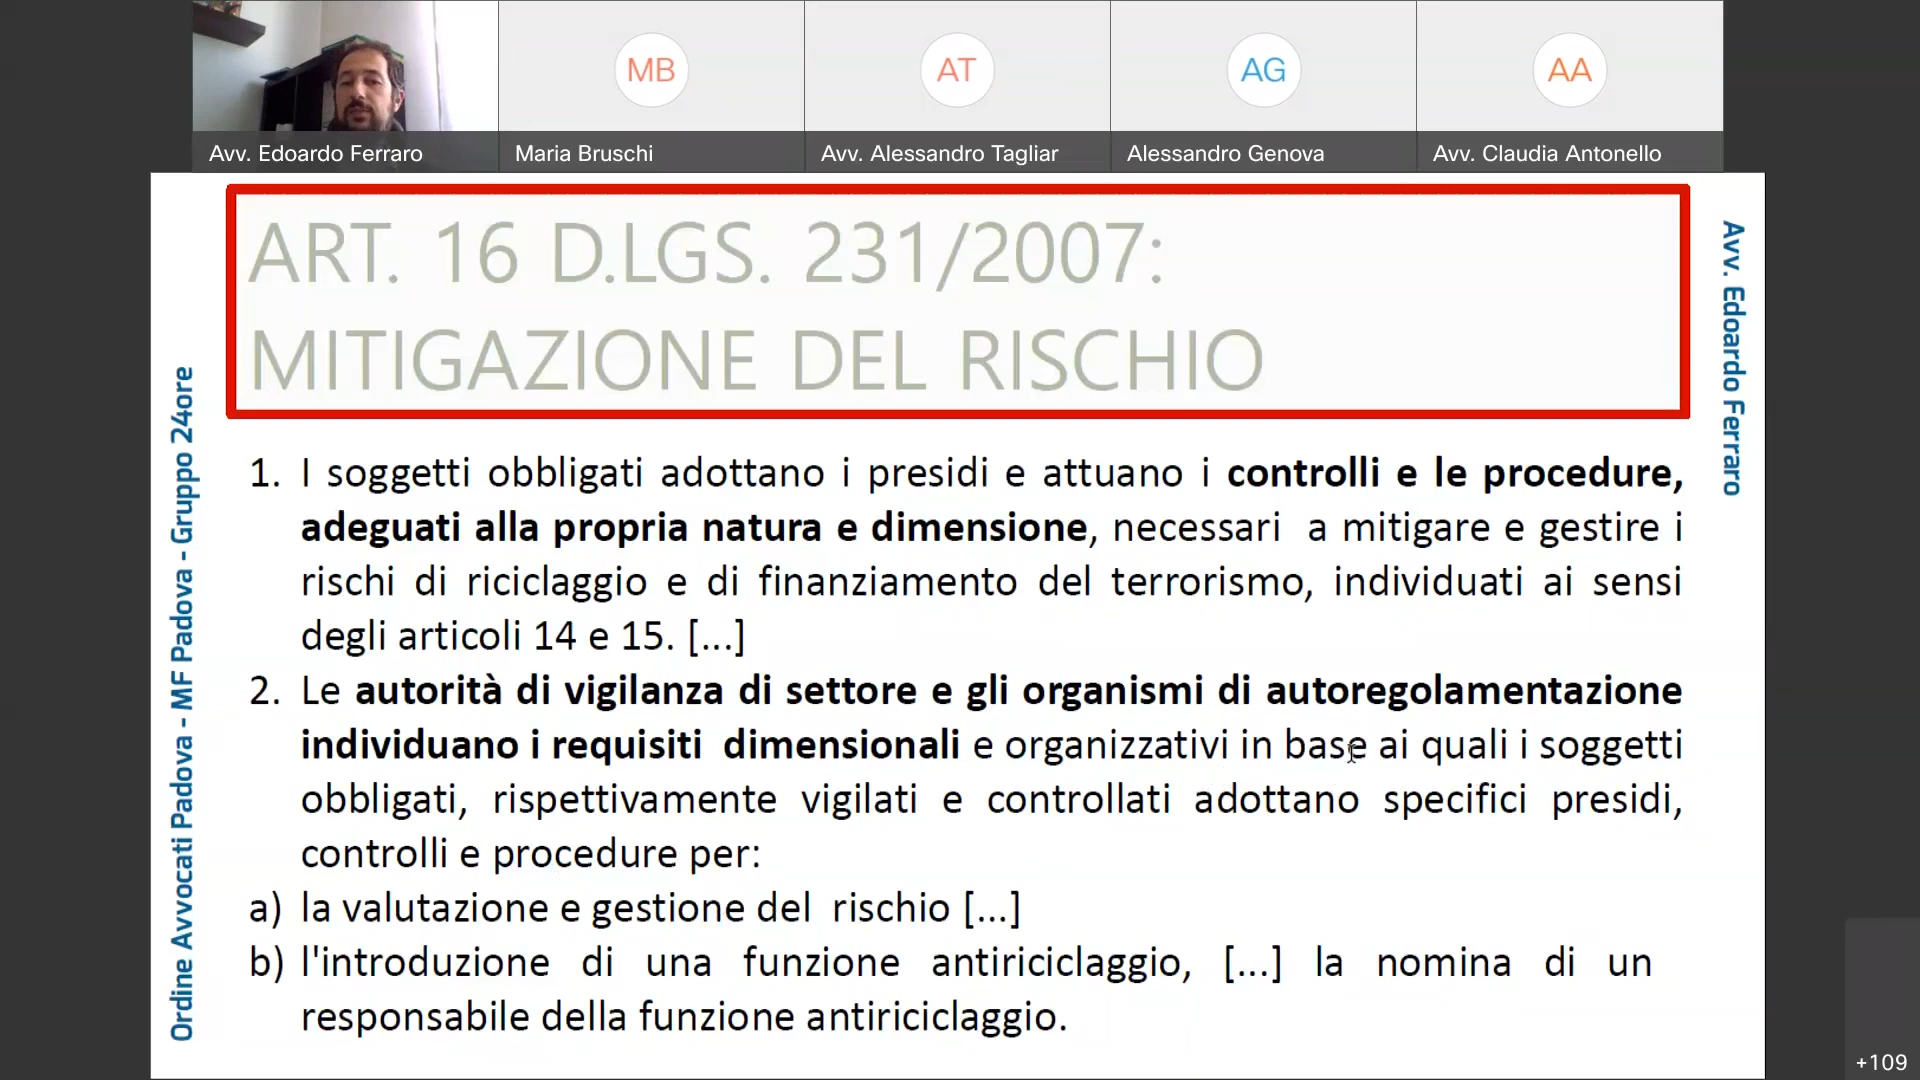 MB
AT
AG
AA
Avv. Edoardo Ferraro
Maria Bruschi
Avv. Alessandro Tagliar
Alessandro Genova
Avv. Claudia Antonello
ART. 16 D.LGS. 231/2007:
MITIGAZIONE DEL RISCHIO
Avv. Edoardo Ferraro
Ordine Avvocati Padova - MF Padova - Gruppo 24ore
1. I soggetti obbligati adottano i presidi e attuano i controlli e le procedure,
adeguati alla propria natura e dimensione, necessari a mitigare e gestire i
rischi di riciclaggio e di finanziamento del terrorismo, individuati ai sensi
degli articoli 14 e 15. [...]
2. Le autorità di vigilanza di settore e gli organismi di autoregolamentazione
individuano i requisiti dimensionali e organizzativi in base ai quali i soggetti
obbligati, rispettivamente vigilati e controllati adottano specifici presidi,
controlli e procedure per:
a) la valutazione e gestione del rischio [...]
b) l'introduzione di una funzione antiriciclaggio, [...] la nomina di un
responsabile della funzione antiriciclaggio.
+109